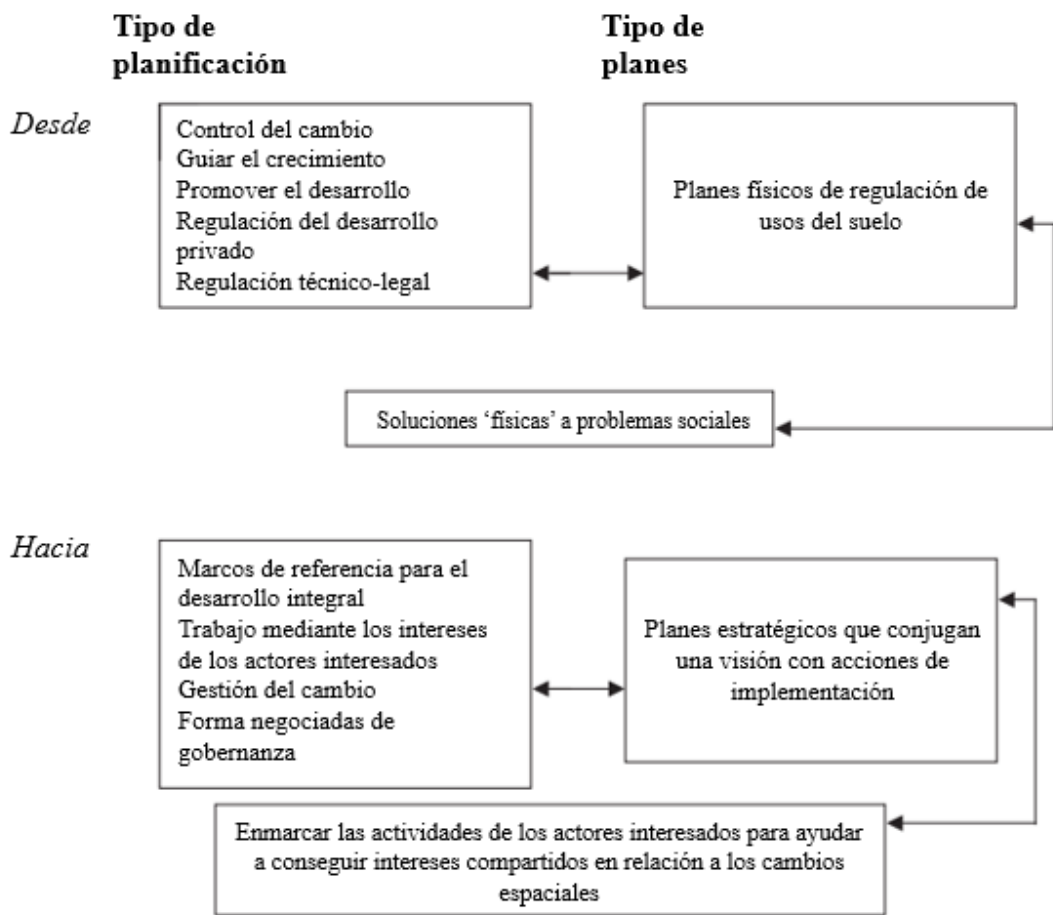 Tipo de
planificación
Tipo de
planes
Desde
Control del cambio
Guiar el crecimiento
Promover el desarrollo
Regulación del desarrollo
privado
Regulación técnico-legal
Planes físicos de regulación de
usos del suelo
Soluciones ‘físicas’ a problemas sociales
Hacia
Marcos de referencia para el
desarrollo integral
Trabajo mediante los intereses
de los actores interesados
Gestión del cambio
Forma negociadas de
gobernanza
Planes estratégicos que conjugan
una visión con acciones de
implementación
Enmarcar las actividades de los actores interesados para ayudar
a conseguir intereses compartidos en relación a los cambios
espaciales